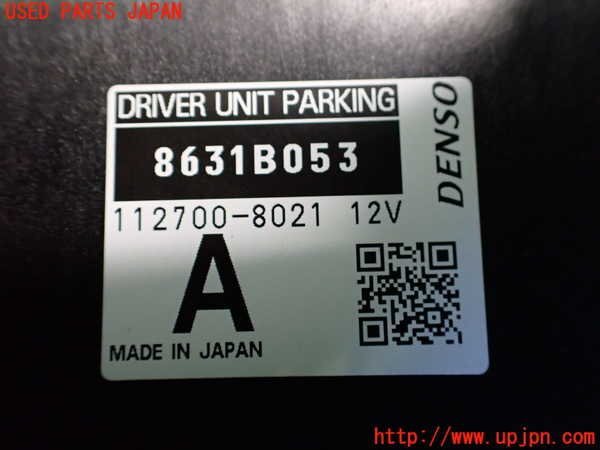 USED PARTS JAPAN
DRIVER UNIT PARKING
8631B053
112700-8021 12V
A
MADE IN JAPAN
DENSO
http://www.upjpn.com